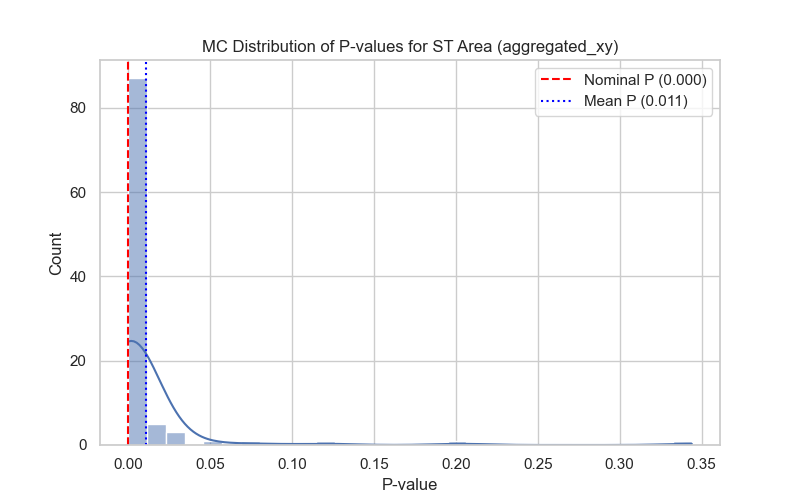 MC Distribution of P-values for ST Area (aggregated_xy)
Nominal P (0.000)
Mean P (0.011)
80
60
40
20
0
Count
0.00 0.05 0.10 0.15 0.20 0.25 0.30 0.35
P-value